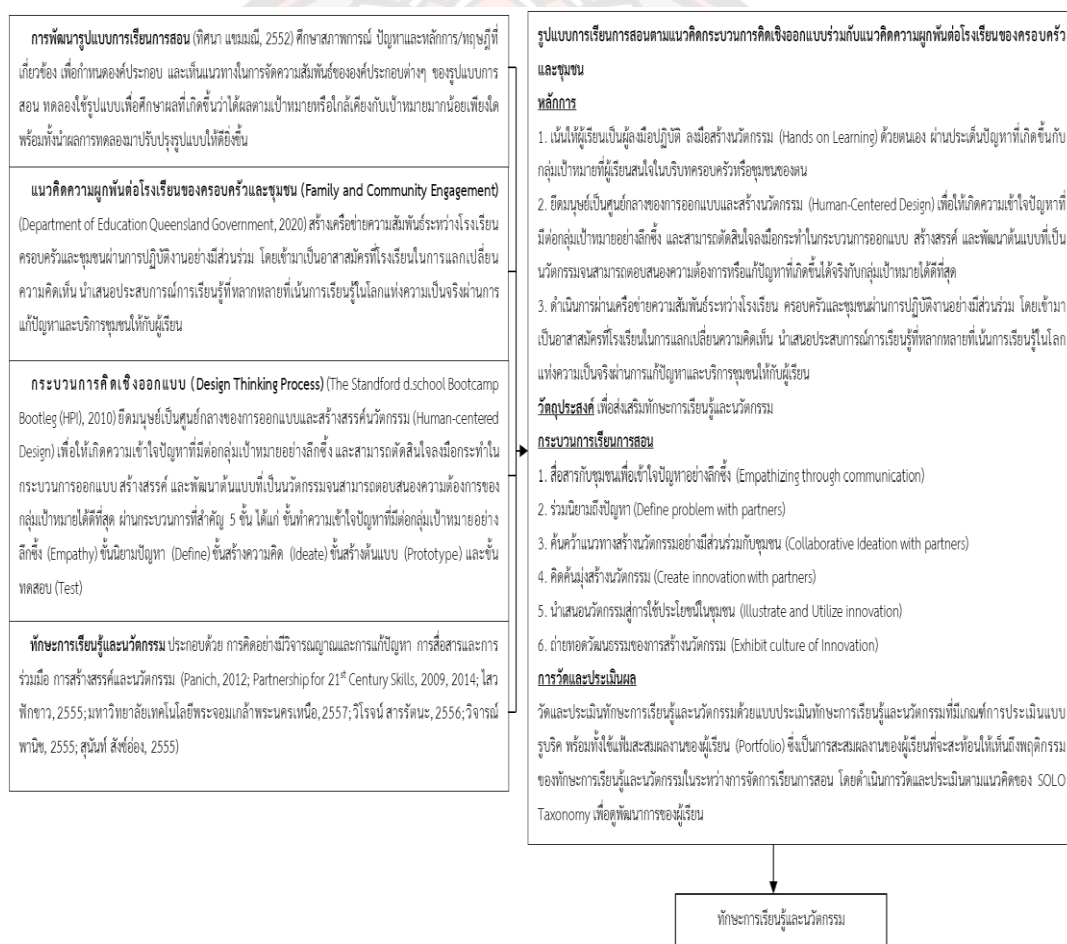 การพัฒนารูปแบบการเรียนการสอน (ทิศนา แขมมณี, 2552) ศึกษาสภาพการณ์ ปัญหาและหลักการ/ทฤษฎีที่
เกี่ยวข้อง เพื่อกำหนดองค์ประกอบ และเห็นแนวทางในการจัดความสัมพันธ์ขององค์ประกอบต่างๆ ของรูปแบบการ
สอน ทดลองใช้รูปแบบเพื่อศึกษาผลที่เกิดขึ้นว่าได้ผลตามเป้าหมายหรือใกล้เคียงกับเป้าหมายมากน้อยเพียงใด
พร้อมทั้งนำผลการทดลองมาปรับปรุงรูปแบบให้ดียิ่งขึ้น
แนวคิดความผูกพันต่อโรงเรียนของครอบครัวและชุมชน (Family and Community Engagement)
(Department of Education Queensland Government, 2020) สร้างเครือข่ายความสัมพันธ์ระหว่างโรงเรียน
ครอบครัวและชุมชนผ่านการปฏิบัติงานอย่างมีส่วนร่วม โดยเข้ามาเป็นอาสาสมัครที่โรงเรียนในการแลกเปลี่ยน
ความคิดเห็น นำเสนอประสบการณ์การเรียนรู้ที่หลากหลายที่เน้นการเรียนรู้ในโลกแห่งความเป็นจริงผ่านการ
แก้ปัญหาและบริการชุมชนให้กับผู้เรียน
กระบวนการคิดเชิงออกแบบ (Design Thinking Process) (The Standford d.school Bootcamp
Bootleg (HPI), 2010) ยึดมนุษย์เป็นศูนย์กลางของการออกแบบและสร้างสรรค์นวัตกรรม (Human-centered
Design) เพื่อให้เกิดความเข้าใจปัญหาที่มีต่อกลุ่มเป้าหมายอย่างลึกซึ้ง และสามารถตัดสินใจลงมือกระทำใน
กระบวนการออกแบบ สร้างสรรค์ และพัฒนาต้นแบบที่เป็นนวัตกรรมจนสามารถตอบสนองความต้องการของ
กลุ่มเป้าหมายได้ดีที่สุด ผ่านกระบวนการที่สำคัญ 5 ขั้น ได้แก่ ขั้นทำความเข้าใจปัญหาที่มีต่อกลุ่มเป้าหมายอย่าง
ลึกซึ้ง (Empathy) ขั้นนิยามปัญหา (Define) ขั้นสร้างความคิด (Ideate) ขั้นสร้างต้นแบบ (Prototype) และขั้น
ทดสอบ (Test)
ทักษะการเรียนรู้และนวัตกรรม ประกอบด้วย การคิดอย่างมีวิจารณญาณและการแก้ปัญหา การสื่อสารและการ
ร่วมมือ การสร้างสรรค์และนวัตกรรม (Panich, 2012; Partnership for 21st Century Skills, 2009, 2014; ไสว
ฟักขาว, 2555; มหาวิทยาลัยเทคโนโลยีพระจอมเกล้าพระนครเหนือ, 2557; วิโรจน์ สารรัตนะ, 2556; วิจารณ์
พานิช, 2555; สุนันท์ สังข์อ่อง, 2555)
รูปแบบการเรียนการสอนตามแนวคิดกระบวนการคิดเชิงออกแบบร่วมกับแนวคิดความผูกพันต่อโรงเรียนของครอบครัว
และชุมชน
หลักการ
1. เน้นให้ผู้เรียนเป็นผู้ลงมือปฏิบัติ ลงมือสร้างนวัตกรรม (Hands on Learning) ด้วยตนเอง ผ่านประเด็นปัญหาที่เกิดขึ้นกับ
กลุ่มเป้าหมายที่ผู้เรียนสนใจในบริบทครอบครัวหรือชุมชนของตน
2. ยึดมนุษย์เป็นศูนย์กลางของการออกแบบและสร้างนวัตกรรม (Human-Centered Design) เพื่อให้เกิดความเข้าใจปัญหาที่
มีต่อกลุ่มเป้าหมายอย่างลึกซึ้ง และสามารถตัดสินใจลงมือกระทำในกระบวนการออกแบบ สร้างสรรค์ และพัฒนาต้นแบบที่เป็น
นวัตกรรมจนสามารถตอบสนองความต้องการหรือแก้ปัญหาที่เกิดขึ้นได้จริงกับกลุ่มเป้าหมายได้ดีที่สุด
3. ดำเนินการผ่านเครือข่ายความสัมพันธ์ระหว่างโรงเรียน ครอบครัวและชุมชนผ่านการปฏิบัติงานอย่างมีส่วนร่วม โดยเข้ามา
เป็นอาสาสมัครที่โรงเรียนในการแลกเปลี่ยนความคิดเห็น นำเสนอประสบการณ์การเรียนรู้ที่หลากหลายที่เน้นการเรียนรู้ในโลก
แห่งความเป็นจริงผ่านการแก้ปัญหาและบริการชุมชนให้กับผู้เรียน
วัตถุประสงค์ เพื่อส่งเสริมทักษะการเรียนรู้และนวัตกรรม
กระบวนการเรียนการสอน
1. สื่อสารกับชุมชนเพื่อเข้าใจปัญหาอย่างลึกซึ้ง (Empathizing through communication)
2. ร่วมนิยามถึงปัญหา (Define problem with partners)
3. ค้นคว้าแนวทางสร้างนวัตกรรมอย่างมีส่วนร่วมกับชุมชน (Collaborative Ideation with partners)
4. คิดค้นมุ่งสร้างนวัตกรรม (Create innovation with partners)
5. นำเสนอนวัตกรรมสู่การใช้ประโยชน์ในชุมชน (Illustrate and Utilize innovation)
6. ถ่ายทอดวัฒนธรรมของการสร้างนวัตกรรม (Exhibit culture of Innovation)
การวัดและประเมินผล
วัดและประเมินทักษะการเรียนรู้และนวัตกรรมด้วยแบบประเมินทักษะการเรียนรู้และนวัตกรรมที่มีเกณฑ์การประเมินแบบ
รูบริค พร้อมทั้งใช้แฟ้มสะสมผลงานของผู้เรียน (Portfolio) ซึ่งเป็นการสะสมผลงานของผู้เรียนที่จะสะท้อนให้เห็นถึงพฤติกรรม
ของทักษะการเรียนรู้และนวัตกรรมในระหว่างการจัดการเรียนการสอน โดยดำเนินการวัดและประเมินตามแนวคิดของ SOLO
Taxonomy เพื่อดูพัฒนาการของผู้เรียน
ทักษะการเรียนรู้และนวัตกรรม